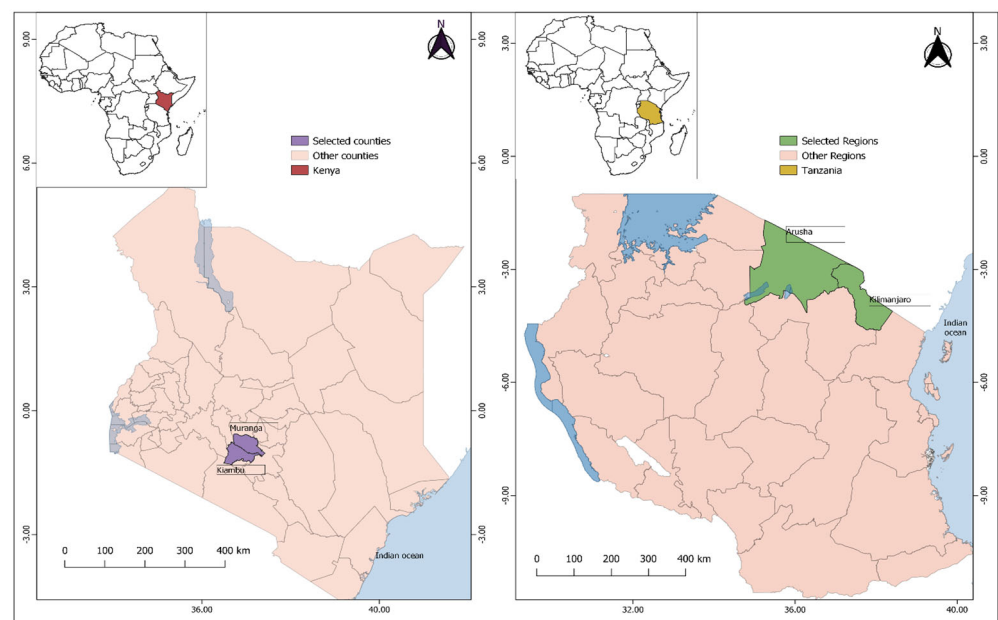 N
9.00
9.00
6.00
6.00
3.00
3.00
0.00
0.00
-3.00
-3.00
Selected counties
Other counties
Kenya
Muranga
Kiambu
0 100 200 300 400 km
Indian ocean
36.00 40.00
N
3.00
3.00
0.00
0.00
-3.00
-3.00
-6.00
-6.00
-9.00
-9.00
Selected Regions
Other Regions
Tanzania
Arusha
Kilimanjaro
Indian
ocean
0 100 200 300 400 km
32.00 36.00 40.00